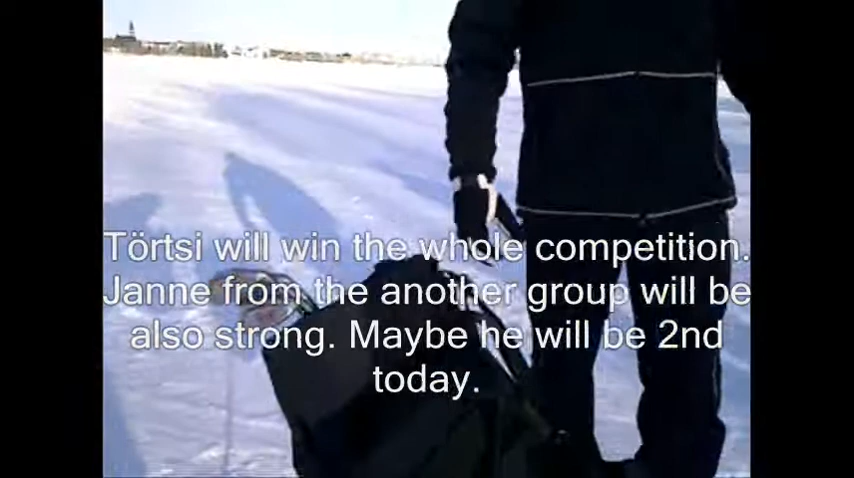 Törtsi will win the whole competition.
Janne from the another group will be
also strong. Maybe he will be 2nd
today.